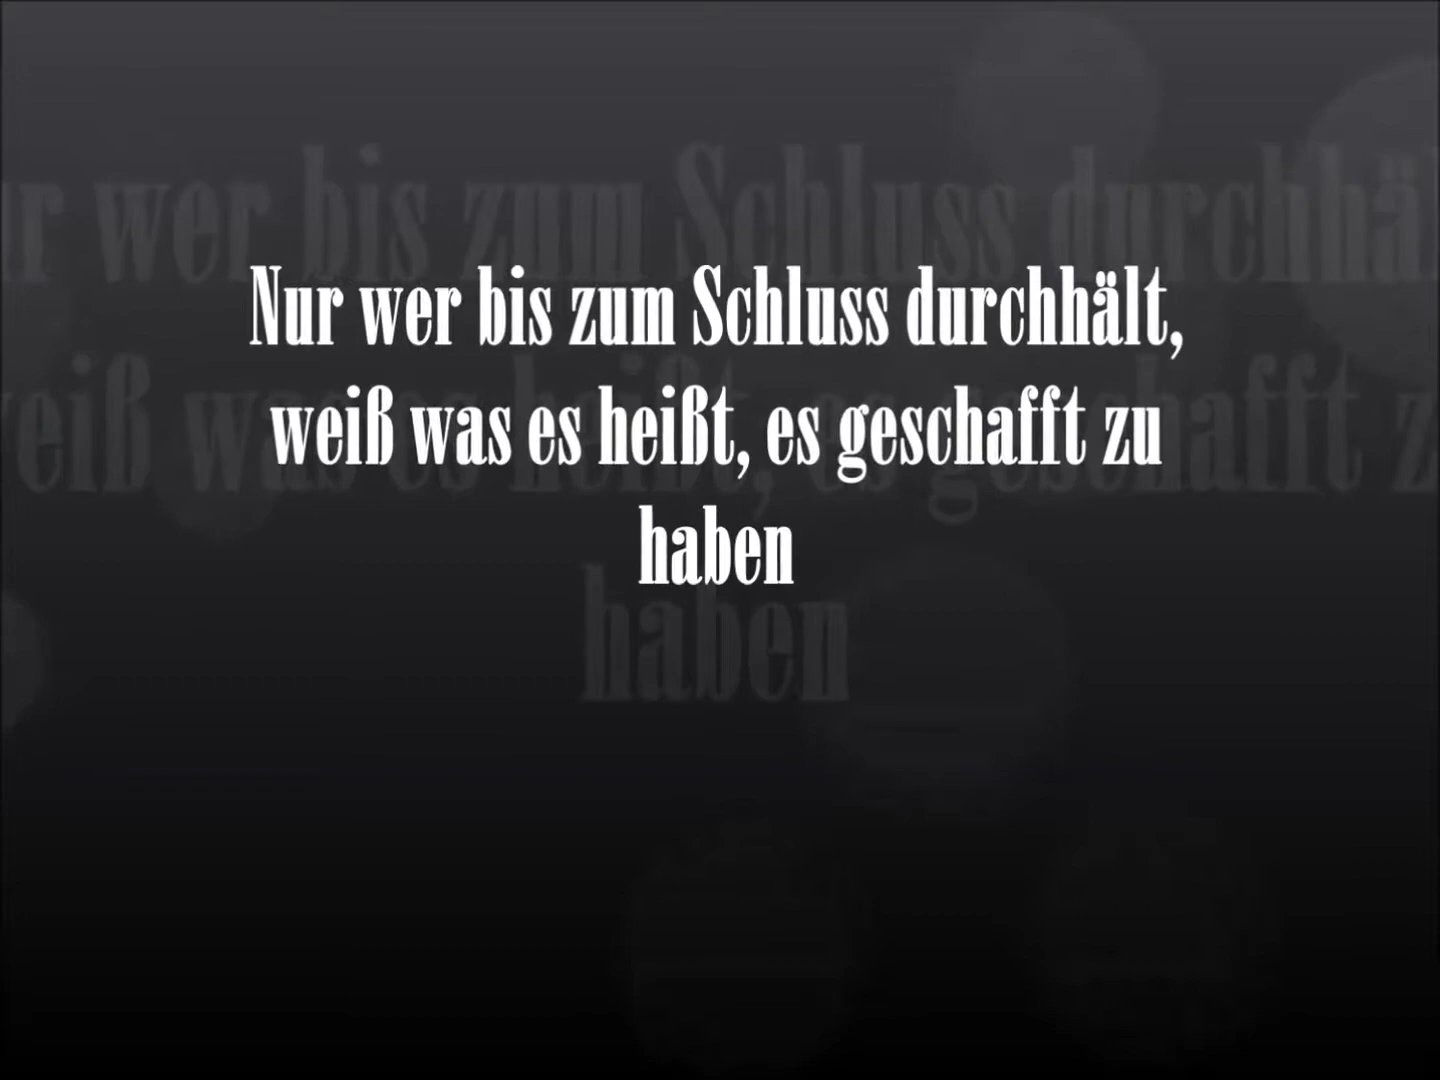 Nur wer bis zum Schluss durchhält,
weiß was es heißt, es geschafft zu
haben